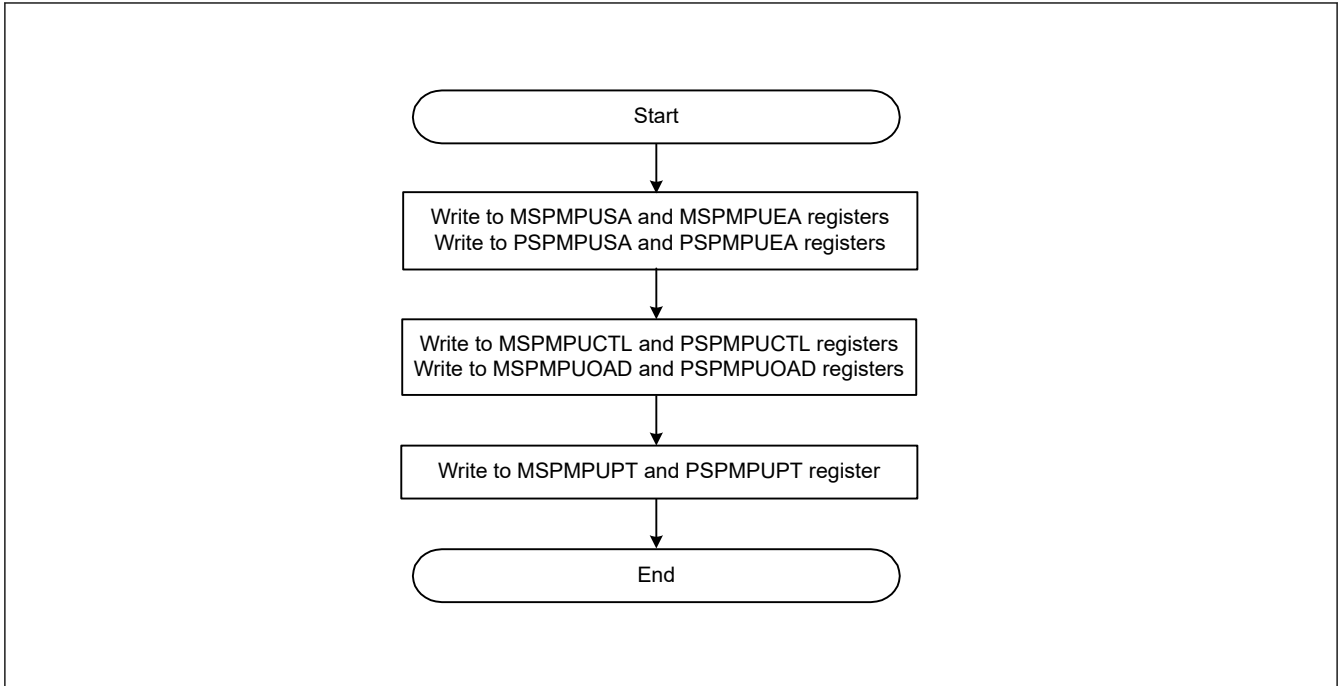 Start
Write to MSPMPUSA and MSPMPUEA registers
Write to PSPMPUSA and PSPMPUEA registers
Write to MSPMPUCTL and PSPMPUCTL registers
Write to MSPMPUOAD and PSPMPUOAD registers
Write to MSPMPUPT and PSPMPUPT register
End